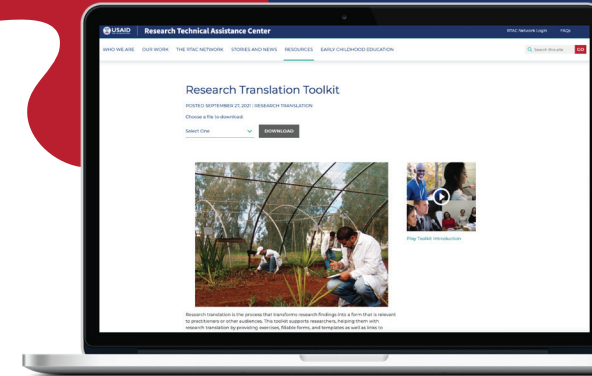 USAID Research Technical Assistance Center
RTAC Network Login FAQs
WHO WE ARE OUR WORK THE RTAC NETWORK STORIES AND NEWS RESOURCES EARLY CHILDHOOD EDUCATION
Search this site GO
Research Translation Toolkit
POSTED SEPTEMBER 27, 2021 | RESEARCH TRANSLATION
Choose a file to download:
Select One DOWNLOAD
Play Toolkit Introduction
Research translation is the process that transforms research findings into a form that is relevant
to practitioners or other audiences. This toolkit supports researchers, helping them with
research translation by providing exercises, fillable forms, and templates as well as links to